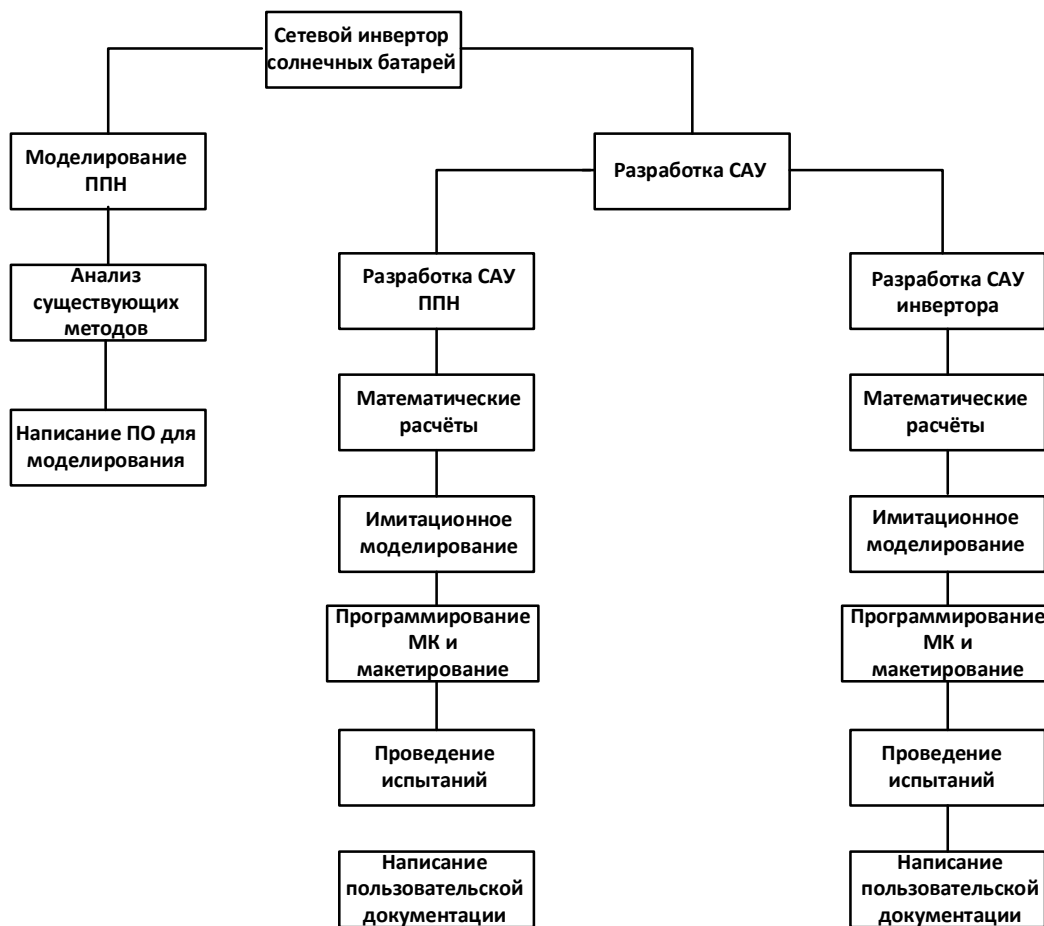 Сетевой инвертор
солнечных батарей
Моделирование
ППН
Разработка САУ
Анализ
существующих
методов
Разработка САУ
ППН
Разработка САУ
инвертора
Написание ПО для
моделирования
Математические
расчёты
Математические
расчёты
Имитационное
моделирование
Имитационное
моделирование
Программирование
МК и
макетирование
Программирование
МК и
макетирование
Проведение
испытаний
Проведение
испытаний
Написание
пользовательской
документации
Написание
пользовательской
документации